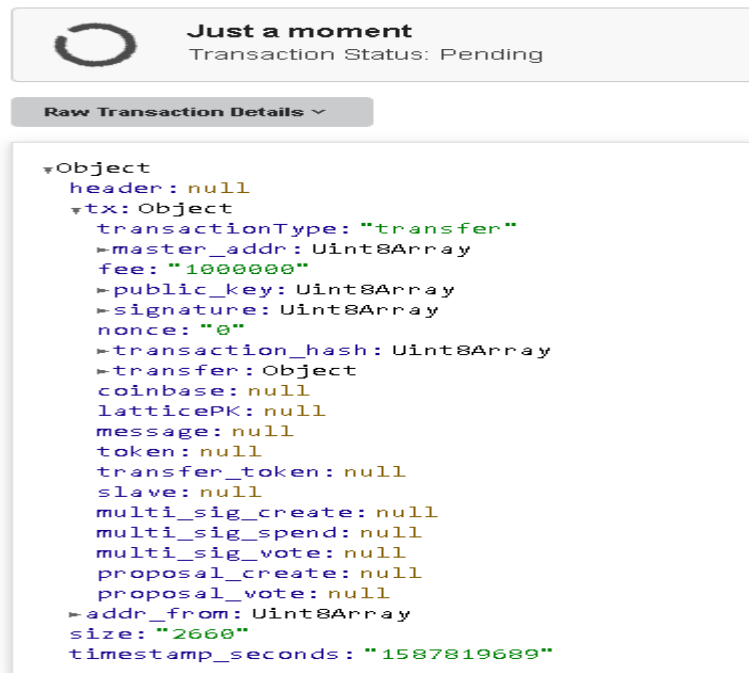 Just a moment
Transaction Status: Pending
Raw Transaction Details
Object
header: null
tx: Object
transactionType: "transfer"
master_addr: Uint8Array
fee: "1000000"
public_key: Uint8Array
signature: Uint8Array
nonce: "0"
transaction_hash: Uint8Array
transfer: Object
coinbase: null
latticePK: null
message: null
token: null
transfer_token: null
slave: null
multi_sig_create: null
multi_sig_spend: null
multi_sig_vote: null
proposal_create: null
proposal_vote: null
addr_from: Uint8Array
size: "2660"
timestamp_seconds: "1587819689"